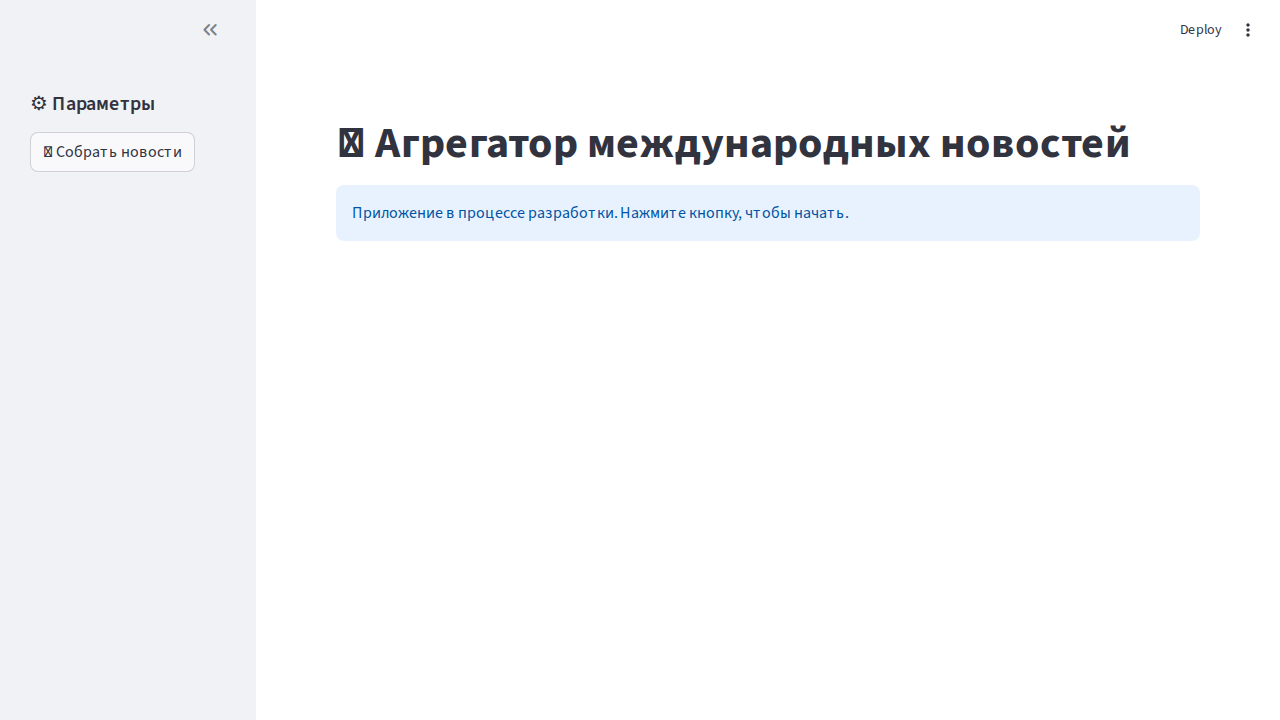 Deploy
⚙ Параметры
Собрать новости
Агрегатор международных новостей
Приложение в процессе разработки. Нажмите кнопку, чтобы начать.